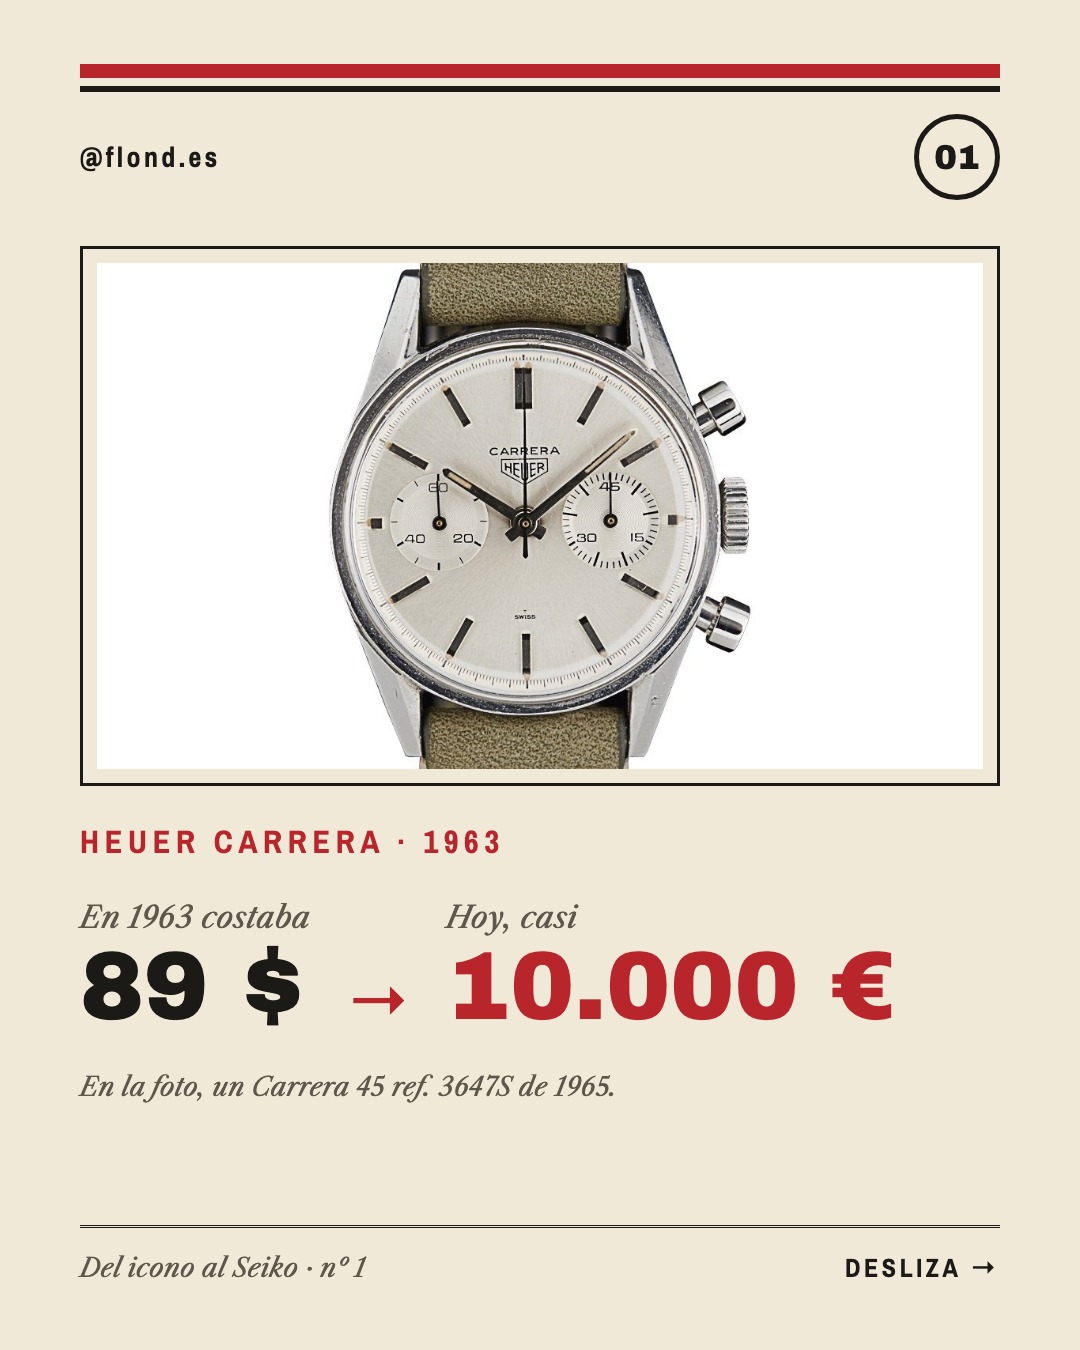 @flond.es
01
CARRERA
HEUER
60
45
40
20
30
15
SWISS
HEUER CARRERA · 1963
En 1963 costaba
Hoy, casi
89 $ → 10.000 €
En la foto, un Carrera 45 ref. 3647S de 1965.
Del icono al Seiko · nº 1
DESLIZA →